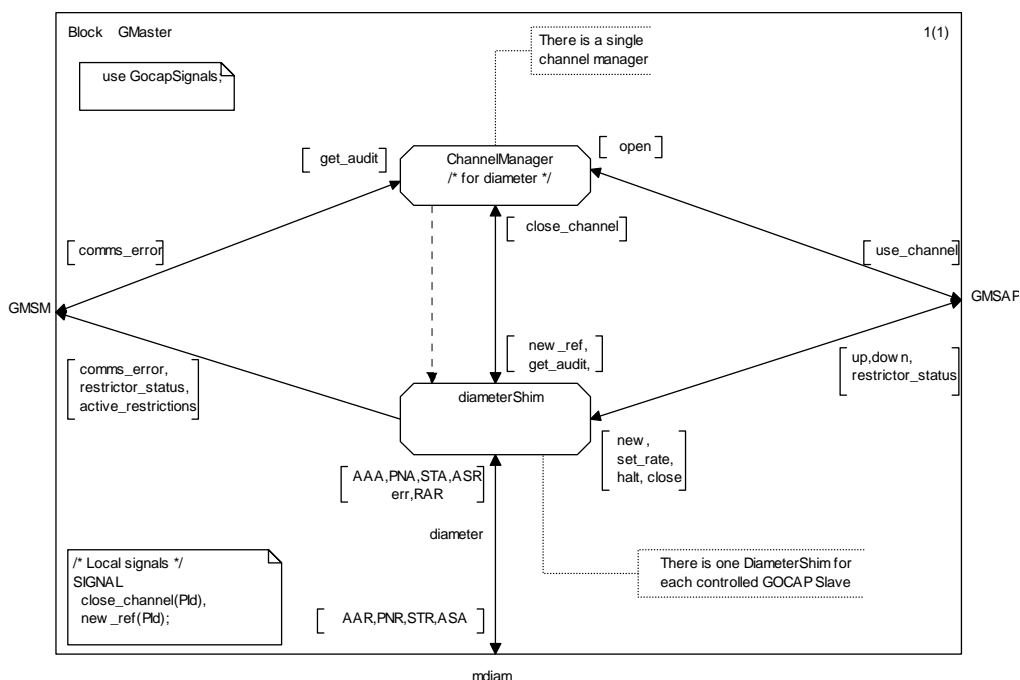 Block GMaster
1(1)
There is a single
channel manager
use GocapSignals;
[ get_audit ]
ChannelManager
/* for diameter */
[ open ]
[ close_channel ]
[ comms_error ]
[ use_channel ]
GMSM
GMSAP
[ new_ref,
get_audit, ]
[ up,down,
restrictor_status ]
[ comms_error,
restrictor_status,
active_restrictions ]
diameterShim
[ new,
set_rate,
halt, close ]
[ AAA,PNA,STA,ASR
err,RAR ]
diameter
/* Local signals */
SIGNAL
close_channel(PId),
new_ref(PId);
There is one DiameterShim for
each controlled GOCAP Slave
[ AAR,PNR,STR,ASA ]
mdiam